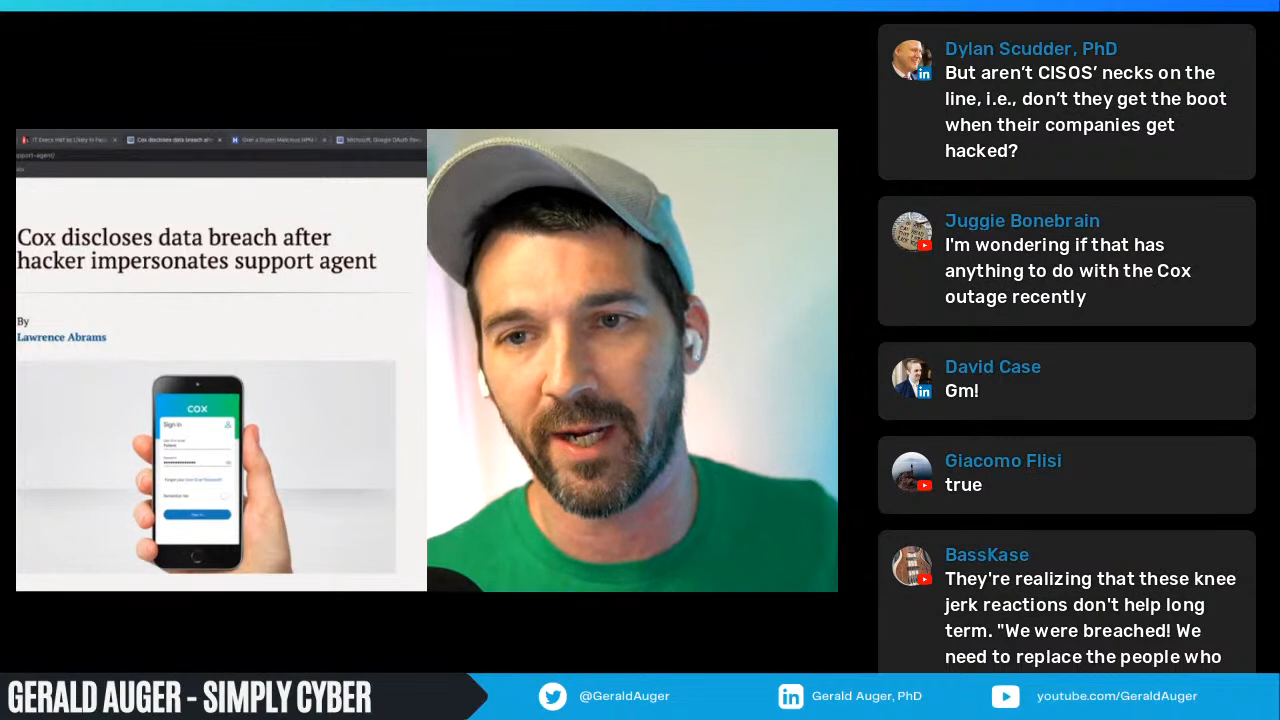 Cox discloses data breach after
hacker impersonates support agent
By
Lawrence Abrams
COX
Sign in
Dylan Scudder, PhD
But aren’t CISOS’ necks on the
line, i.e., don’t they get the boot
when their companies get
hacked?
Juggie Bonebrain
I'm wondering if that has
anything to do with the Cox
outage recently
David Case
Gm!
Giacomo Flisi
true
BassKase
They're realizing that these knee
jerk reactions don't help long
term. "We were breached! We
need to replace the people who
GERALD AUGER - SIMPLY CYBER
@GeraldAuger
Gerald Auger, PhD
youtube.com/GeraldAuger